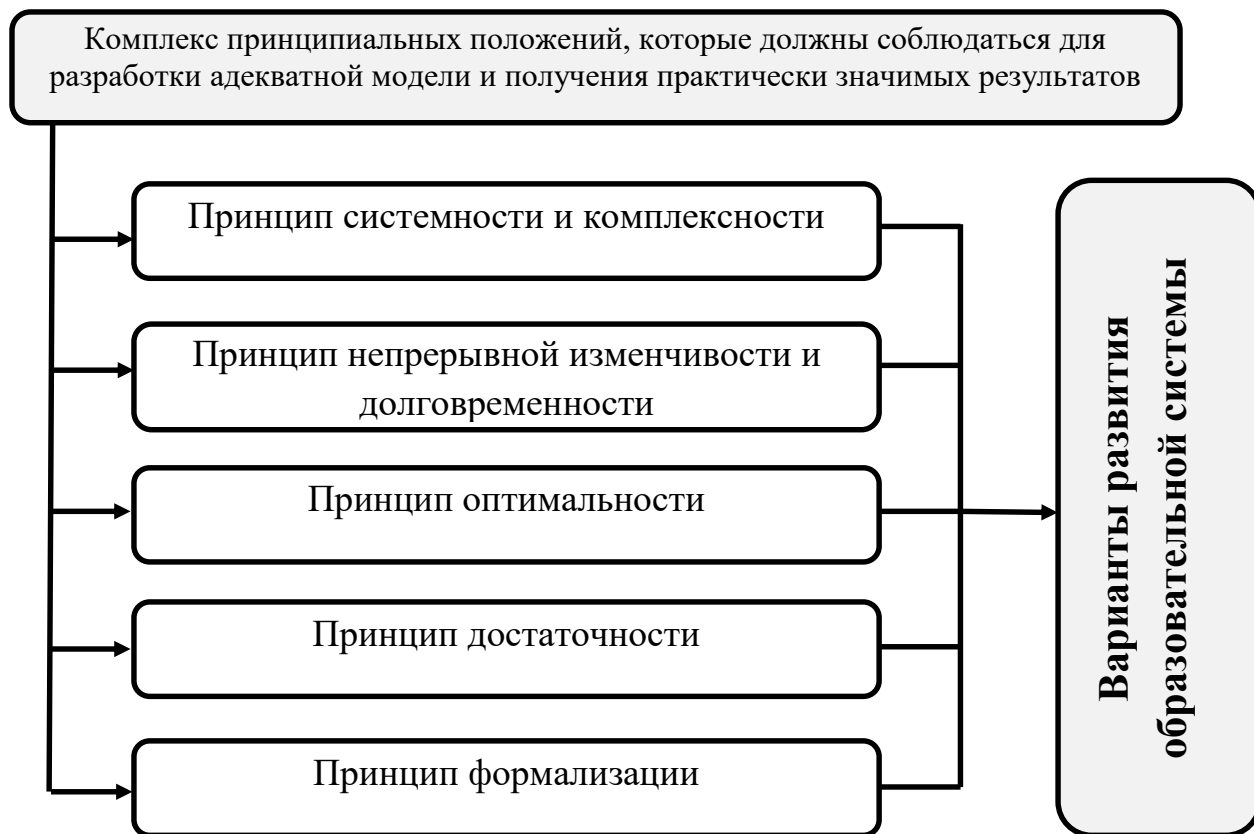 Комплекс принципиальных положений, которые должны соблюдаться для
разработки адекватной модели и получения практически значимых результатов
Принцип системности и комплексности
Принцип непрерывной изменчивости и
долговременности
Принцип оптимальности
Принцип достаточности
Принцип формализации
Варианты развития
образовательной системы